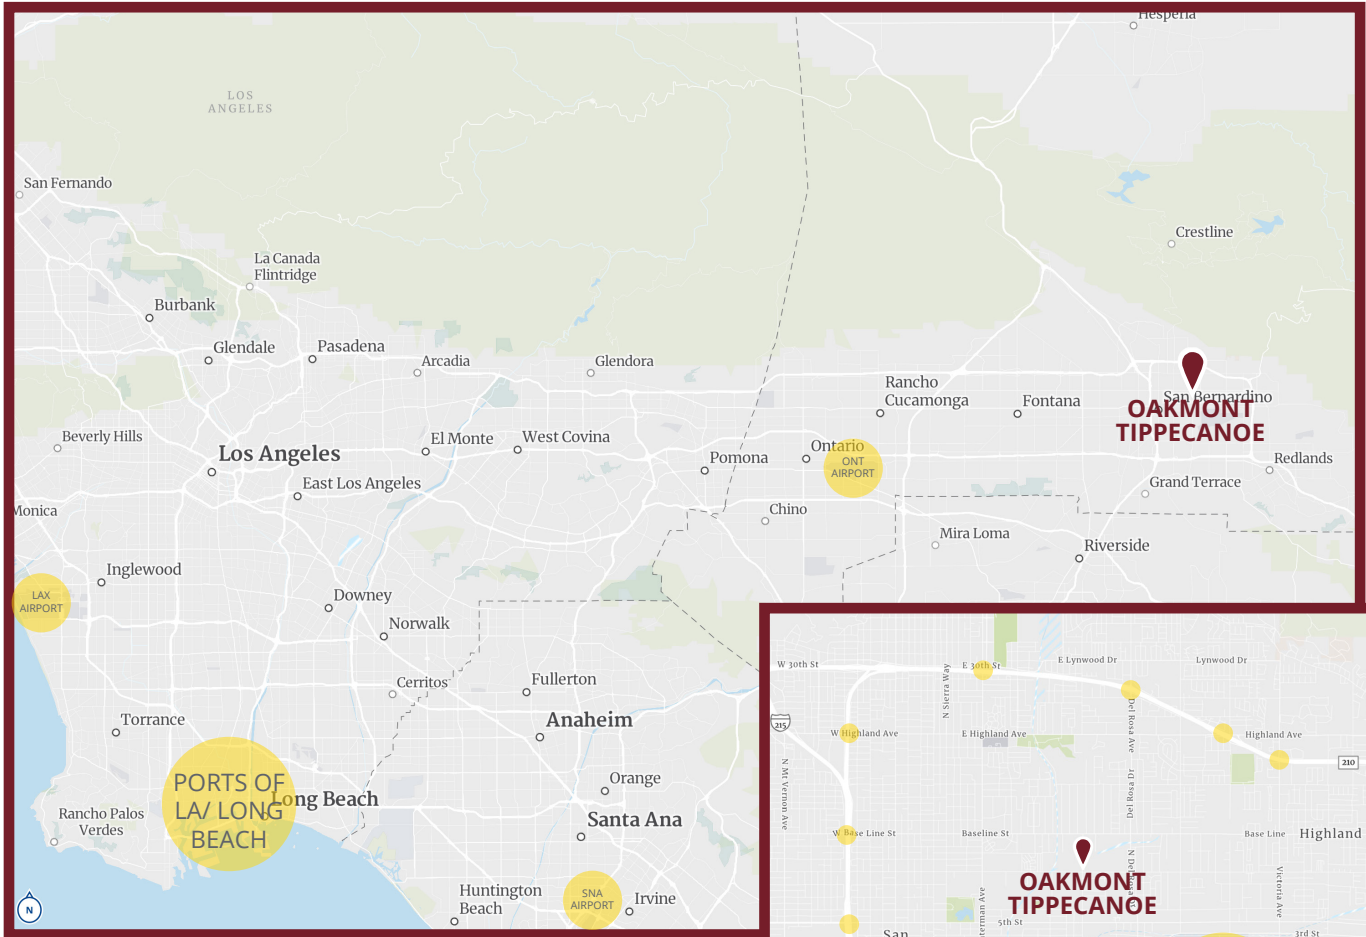 Hesperia
LOS
ANGELES
San Fernando
Crestline
La Canada
Flintridge
Burbank
Glendale
Pasadena
Arcadia
Glendora
Rancho
Cucamonga
Fontana
San Bernardino
OAKMONT
TIPPECANOE
Beverly Hills
Los Angeles
El Monte
West Covina
Pomona
Ontario
ONT
AIRPORT
Redlands
East Los Angeles
Grand Terrace
Monica
Chino
Mira Loma
Riverside
Inglewood
LAX
AIRPORT
Downey
Norwalk
Cerritos
Fullerton
Torrance
Anaheim
PORTS OF
LA/ LONG
BEACH
Long Beach
Orange
Rancho Palos
Verdes
Santa Ana
Huntington
Beach
SNA
AIRPORT
Irvine
N
W 30th St
E 30th St
E Lynwood Dr
Lynwood Dr
N Sierra Way
Del Rosa Ave
215
W Highland Ave
E Highland Ave
Highland Ave
210
N Mt Vernon Ave
Del Rosa Dr
W Base Line St
Baseline St
Base Line
Highland
OAKMONT
TIPPECANOE
Victoria Ave
5th St
San
3rd St